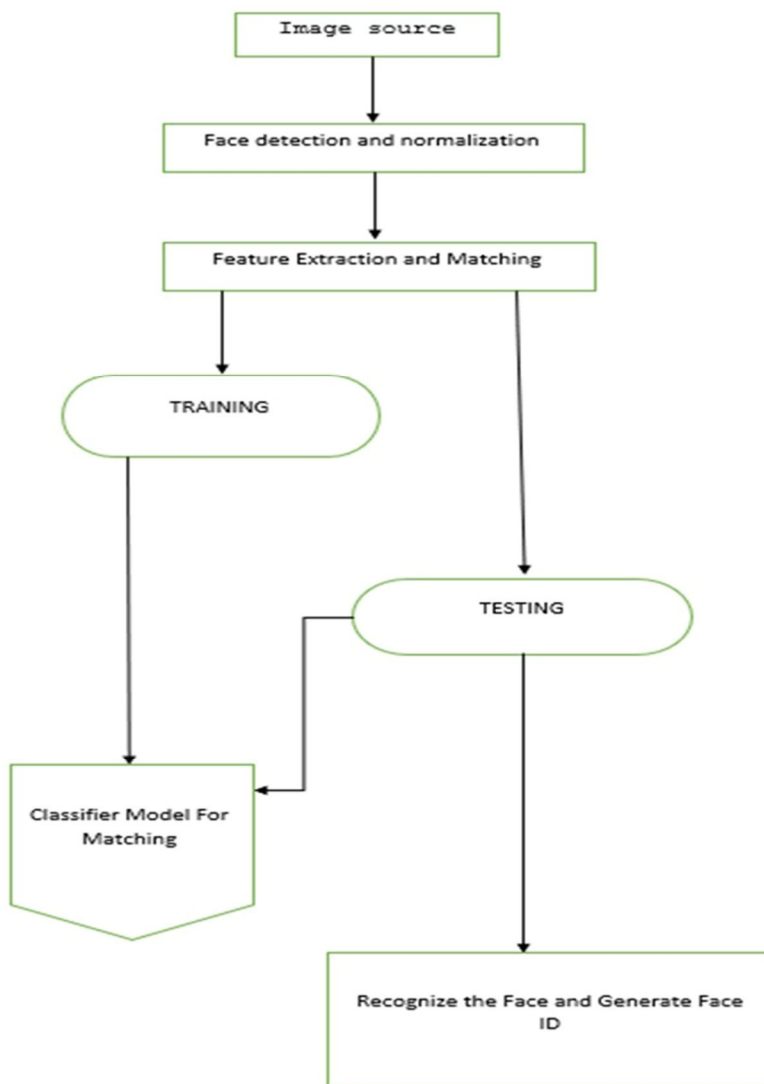 Image source
Face detection and normalization
Feature Extraction and Matching
TRAINING
TESTING
Classifier Model For
Matching
Recognize the Face and Generate Face
ID